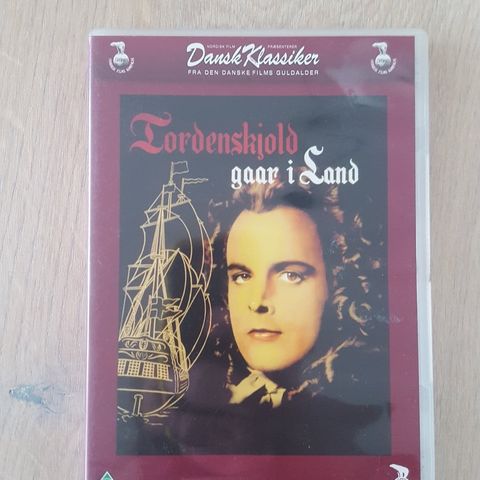 NORDISK FILM PRÆSENTERER
Dansk Klassiker
FRA DEN DANSKE FILMS GULDALDER
Tordenskjold
gaar i Land